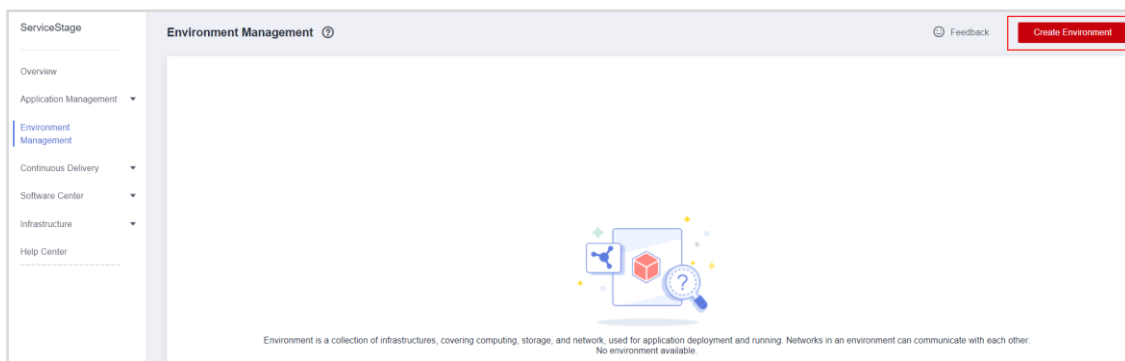 ServiceStage
Environment Management ?
Feedback
Create Environment
Overview
Application Management
Environment
Management
Continuous Delivery
Software Center
Infrastructure
Help Center
?
Environment is a collection of infrastructures, covering computing, storage, and network, used for application deployment and running. Networks in an environment can communicate with each other.
No environment available.